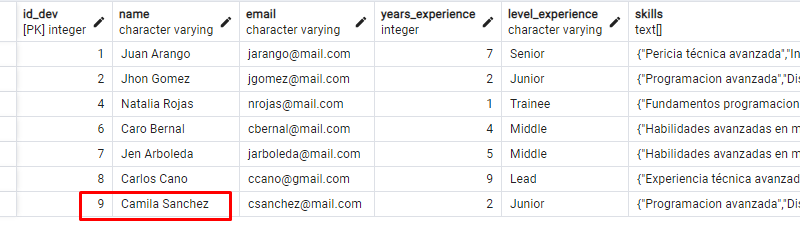 id_dev name email years_experience level_experience skills
[PK] integer character varying character varying integer character varying text[]
1 Juan Arango jarango@mail.com 7 Senior {"Pericia técnica avanzada","In
2 Jhon Gomez jgomez@mail.com 2 Junior {"Programacion avanzada","Dis
4 Natalia Rojas nrojas@mail.com 1 Trainee {"Fundamentos programacion
6 Caro Bernal cbernal@mail.com 4 Middle {"Habilidades avanzadas en m
7 Jen Arboleda jarboleda@mail.com 5 Middle {"Habilidades avanzadas en m
8 Carlos Cano ccano@gmail.com 9 Lead {"Experiencia técnica avanzad
9 Camila Sanchez csanchez@mail.com 2 Junior {"Programacion avanzada","Dis